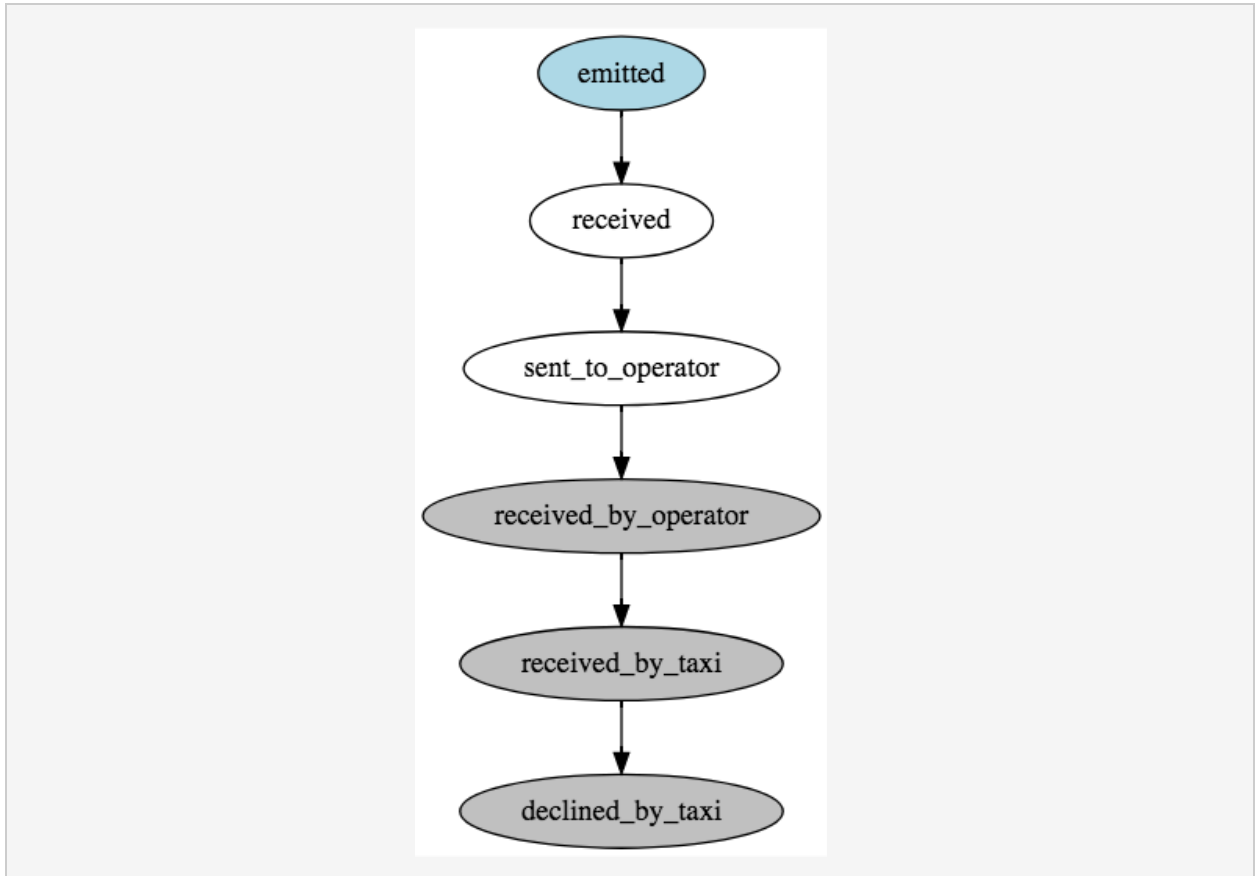 emitted
received
sent_to_operator
received_by_operator
received_by_taxi
declined_by_taxi